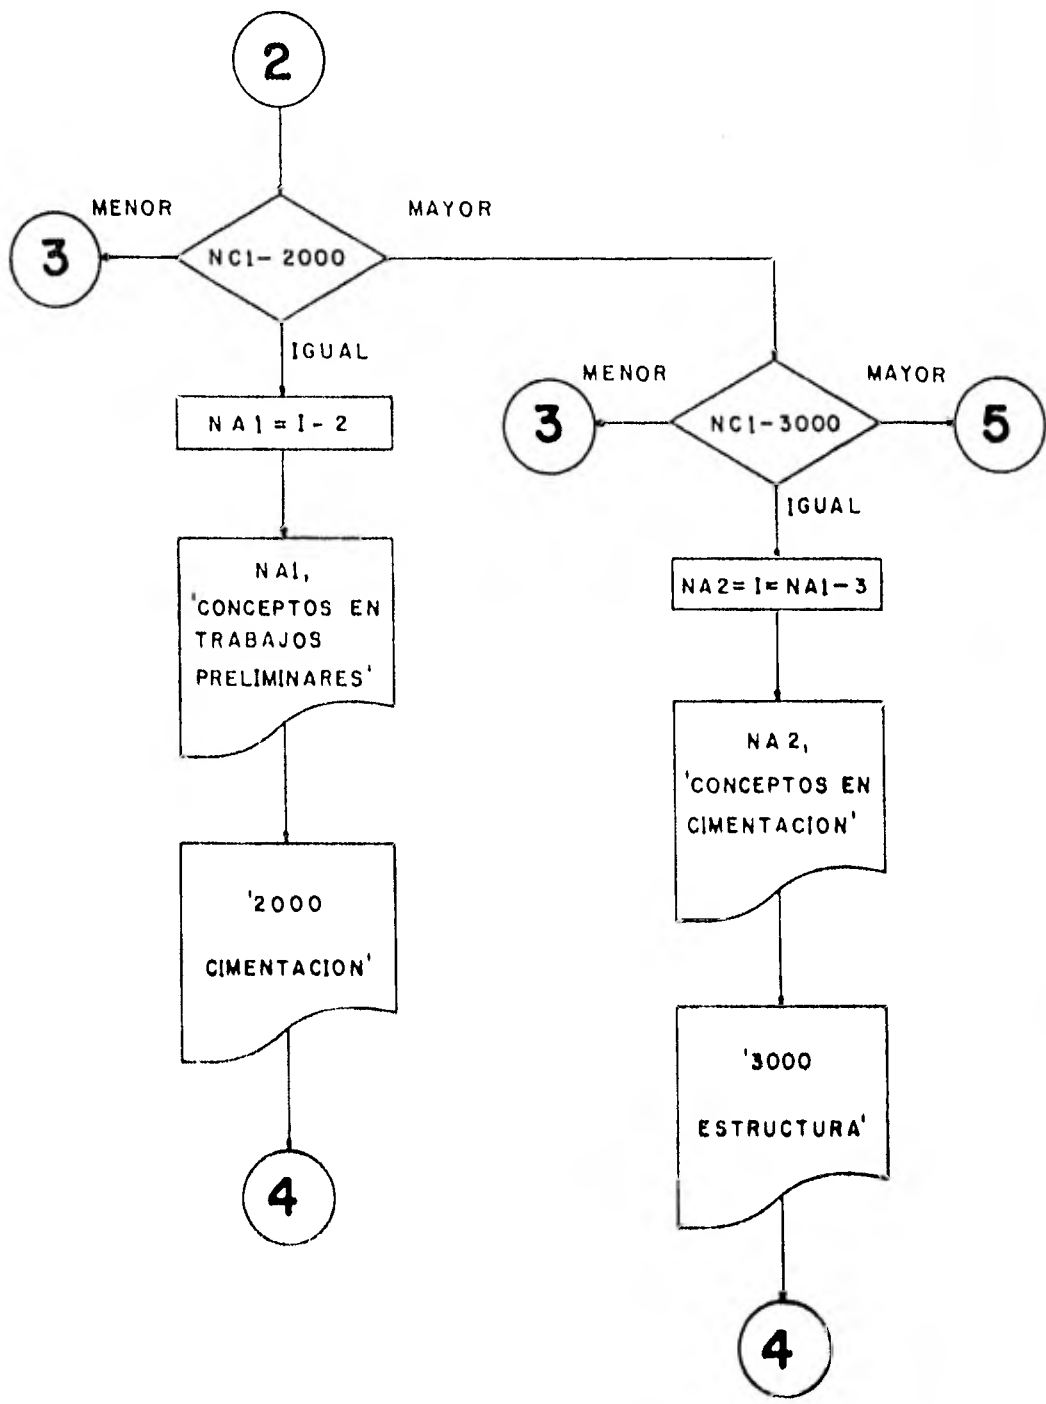 2
MENOR
MAYOR
3
NC1-2000
IGUAL
NA1=I-2
NA1,
'CONCEPTOS EN
TRABAJOS
PRELIMINARES'
'2000
CIMENTACION'
4
MENOR
MAYOR
3
NC1-3000
5
IGUAL
NA2=I=NA1-3
NA2,
'CONCEPTOS EN
CIMENTACION'
'3000
ESTRUCTURA'
4